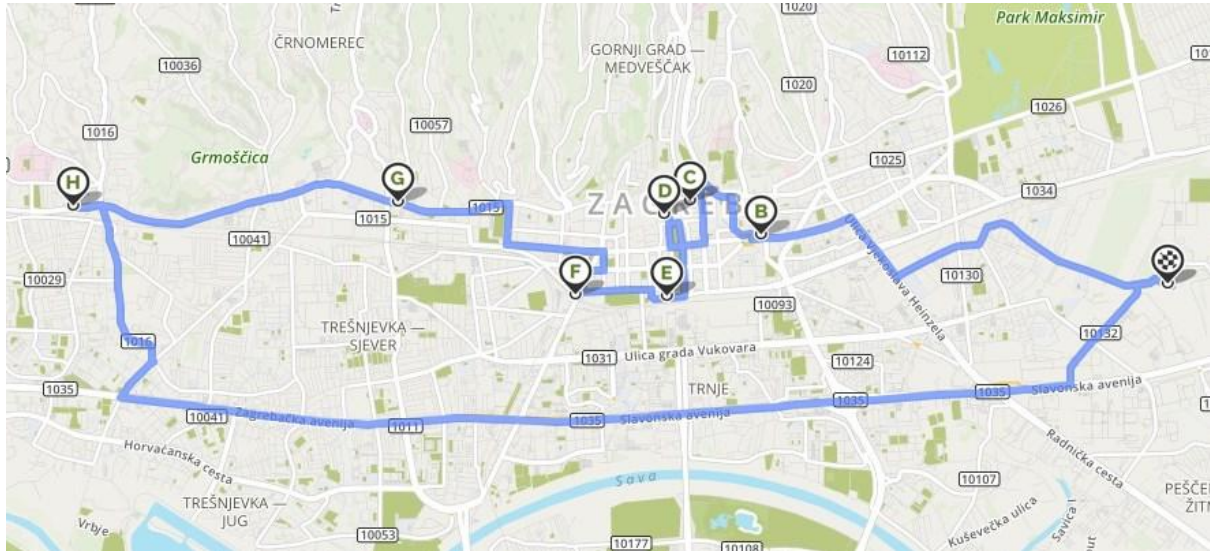 1020
Park Maksimir
ČRNOMEREC
GORNJI GRAD —
MEDVEŠČAK
10112
10036
1020
1026
10057
1016
Grmoščica
1025
H
G
D
C
1034
1015
1015
ZAGREB
B
Ulica Vjekoslava Heinzela
10041
F
E
10029
10130
10093
TREŠNJEVKA —
SJEVER
1016
10132
1031
Ulica grada Vukovara
10124
1035
TRNJE
1035
1035
Slavonska avenija
10041
Zagrebačka avenija
1011
1035
Slavonska avenija
Horvaćanska cesta
Radnička cesta
Sava
10107
PEŠČE
ŽITN
TREŠNJEVKA —
JUG
Vrbje
10053
10177
10108
Kuševečka ulica
Savica I